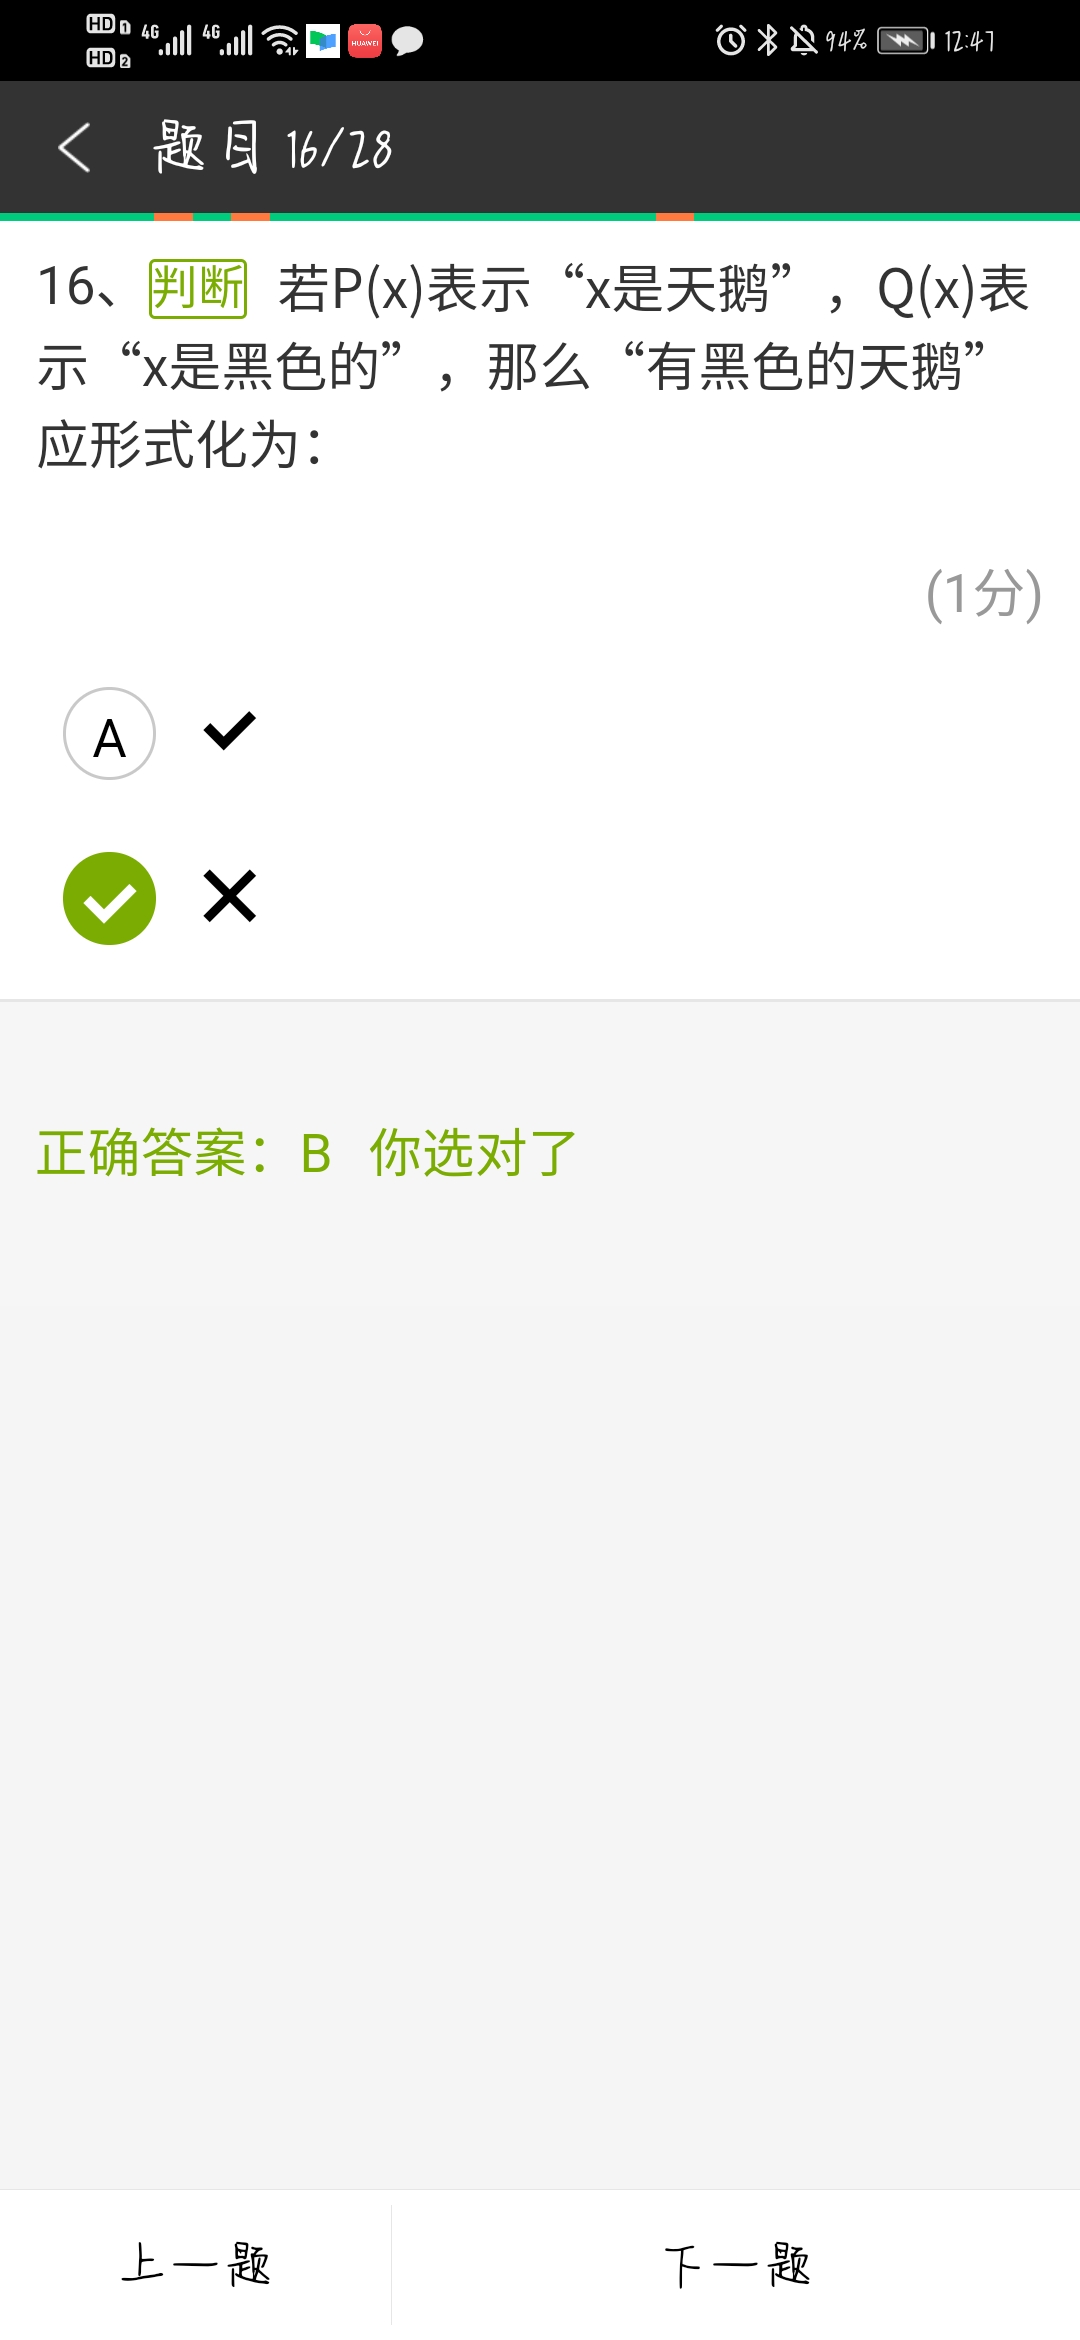 HD 1 4G 4G HUAWEI 94% 12:47
HD 2
题目 16/28
16、 判断 若P(x)表示“x是天鹅”，Q(x)表
示“x是黑色的”，那么“有黑色的天鹅”
应形式化为：
(1分)
A
正确答案：B 你选对了
上一题 下一题